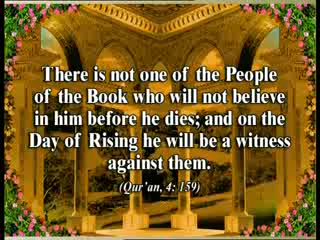 There is not one of the People
of the Book who will not believe
in him before he dies; and on the
Day of Rising he will be a witness
against them.
(Qur'an, 4: 159)